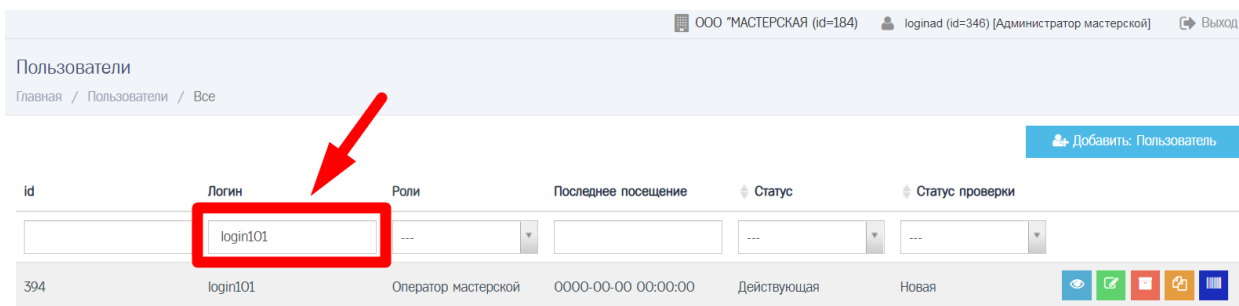 ООО "МАСТЕРСКАЯ (id=184) loginad (id=346) [Администратор мастерской] Выход
Пользователи
Главная / Пользователи / Все
Добавить: Пользователь
id Логин Роли Последнее посещение Статус Статус проверки
login101 --- --- ---
394 login101 Оператор мастерской 0000-00-00 00:00:00 Действующая Новая